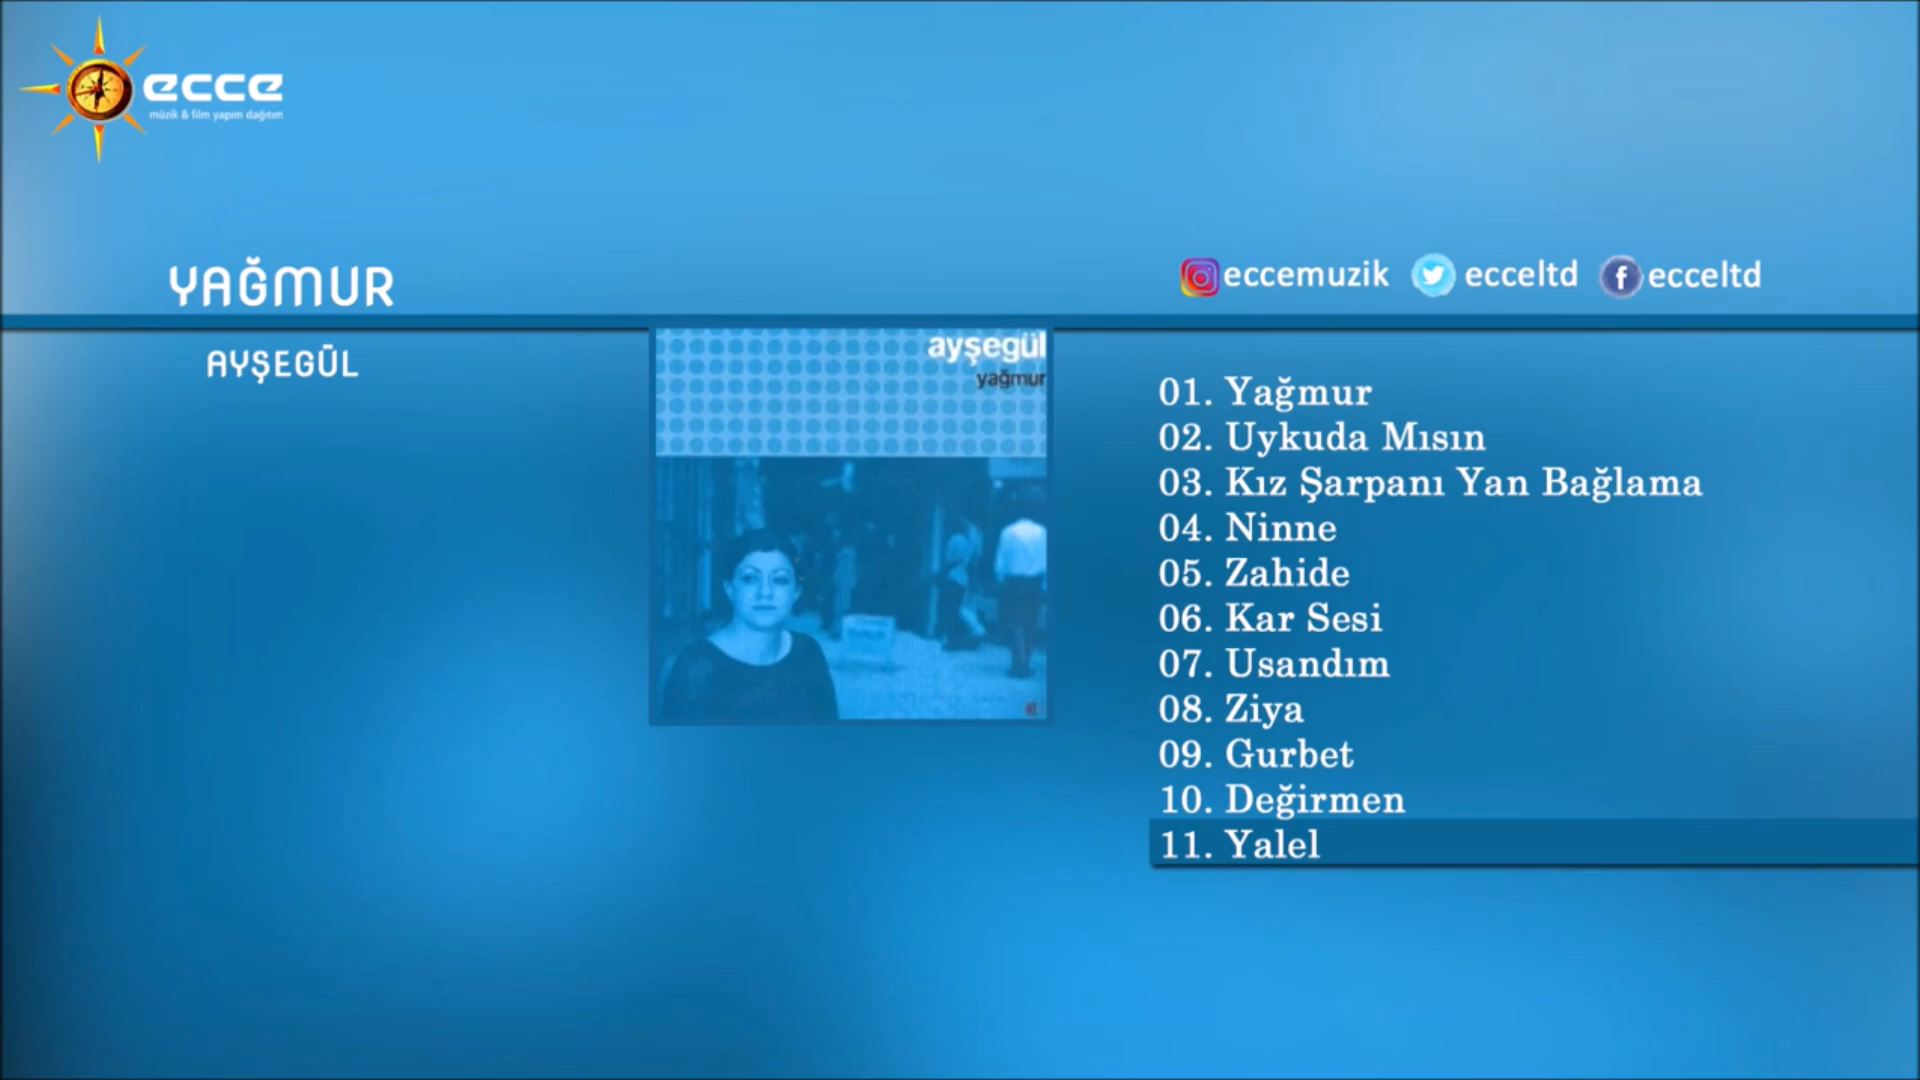 ecce
müzik & film yapım dağıtım
YAĞMUR
eccemuzik ecceltd ecceltd
AYŞEGÜL
ayşegül
yağmur
01. Yağmur
02. Uykuda Mısın
03. Kız Şarpanı Yan Bağlama
04. Ninne
05. Zahide
06. Kar Sesi
07. Usandım
08. Ziya
09. Gurbet
10. Değirmen
11. Yalel